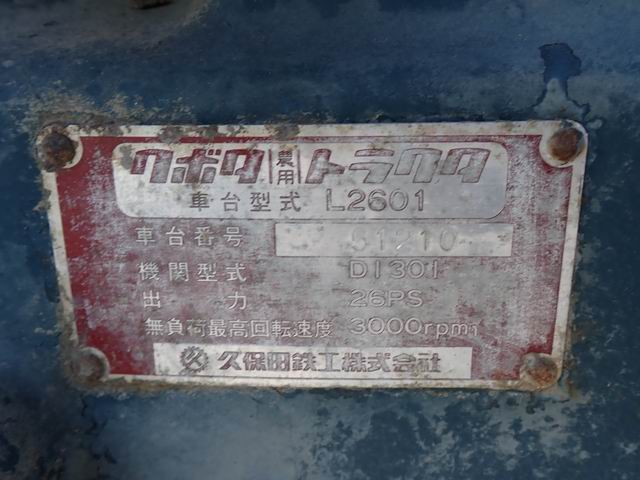 クボタ農用トラクタ
車台型式 L2601
車台番号 51210
機関型式 D1301
出力 26PS
無負荷最高回転速度 3000rpm
久保田鉄工株式会社